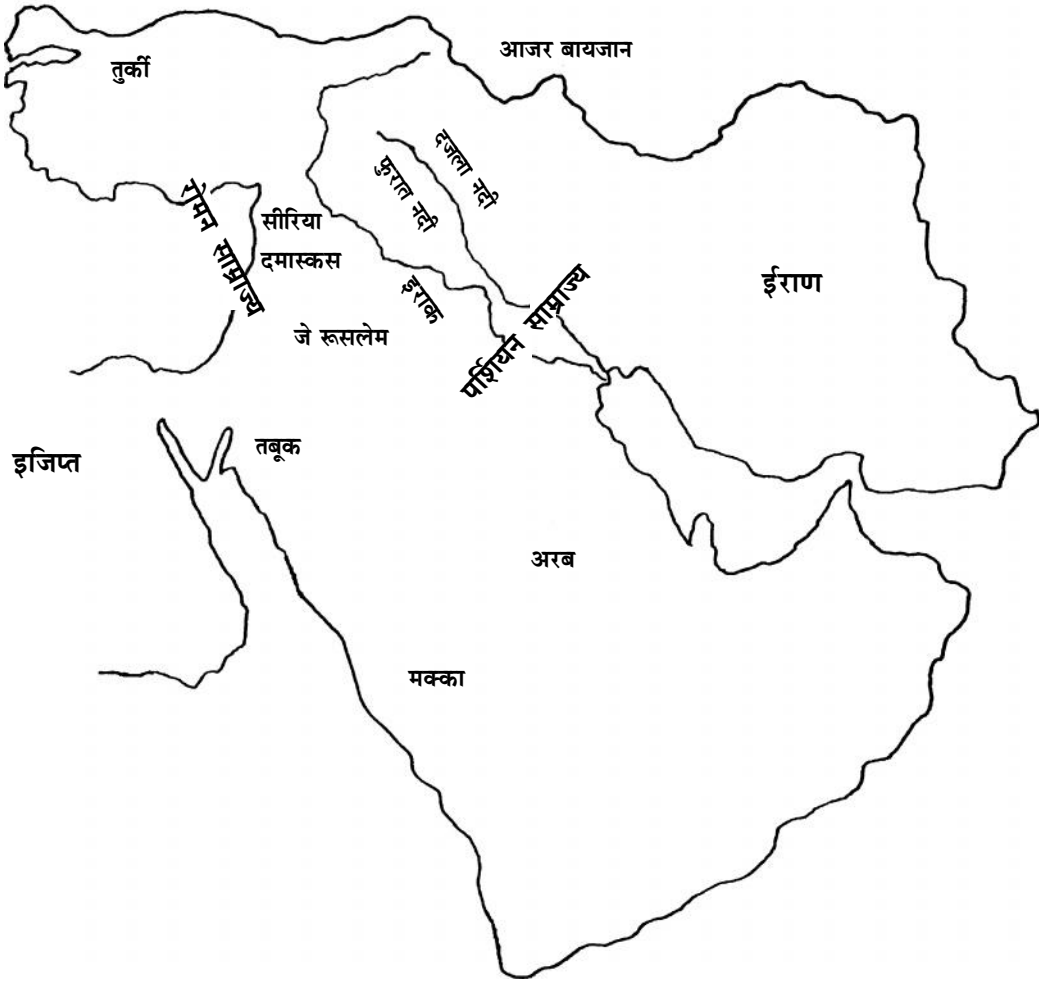 आजर बायजान
तुर्की
दजला नदी
फुरात नदी
रोमन साम्राज्य
सीरिया
दमास्कस
इराक
पर्शियन साम्राज्य
ईराण
जे रूसलेम
इजिप्त
तबूक
अरब
मक्का